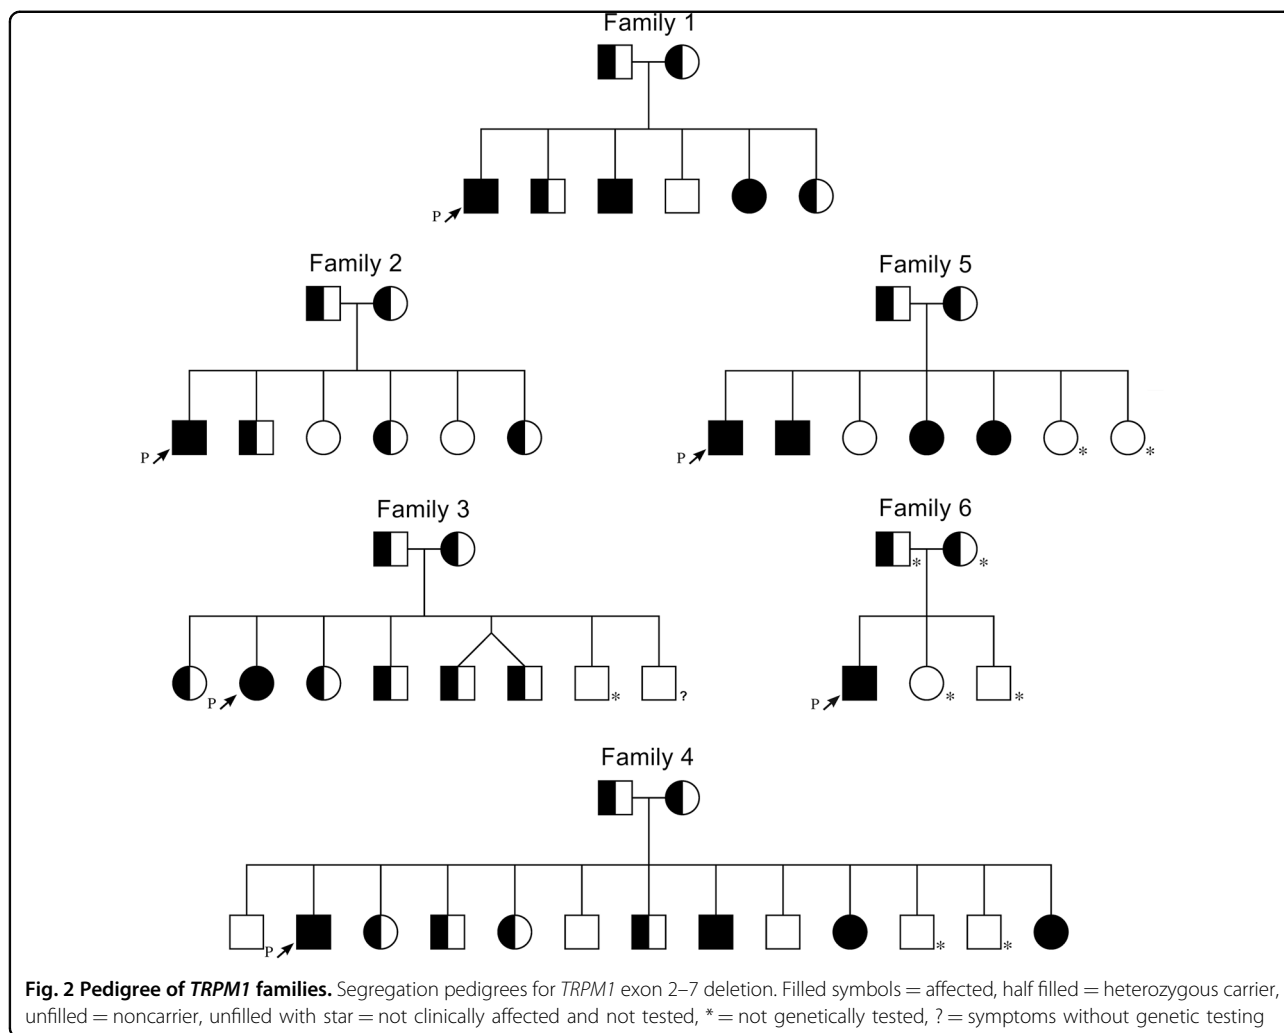 Family 1
P
Family 2
Family 5
P
P
*
*
Family 3
Family 6
*
*
P
*
?
P
*
*
Family 4
P
*
*
Fig. 2 Pedigree of TRPM1 families. Segregation pedigrees for TRPM1 exon 2–7 deletion. Filled symbols = affected, half filled = heterozygous carrier,
unfilled = noncarrier, unfilled with star = not clinically affected and not tested, * = not genetically tested, ? = symptoms without genetic testing